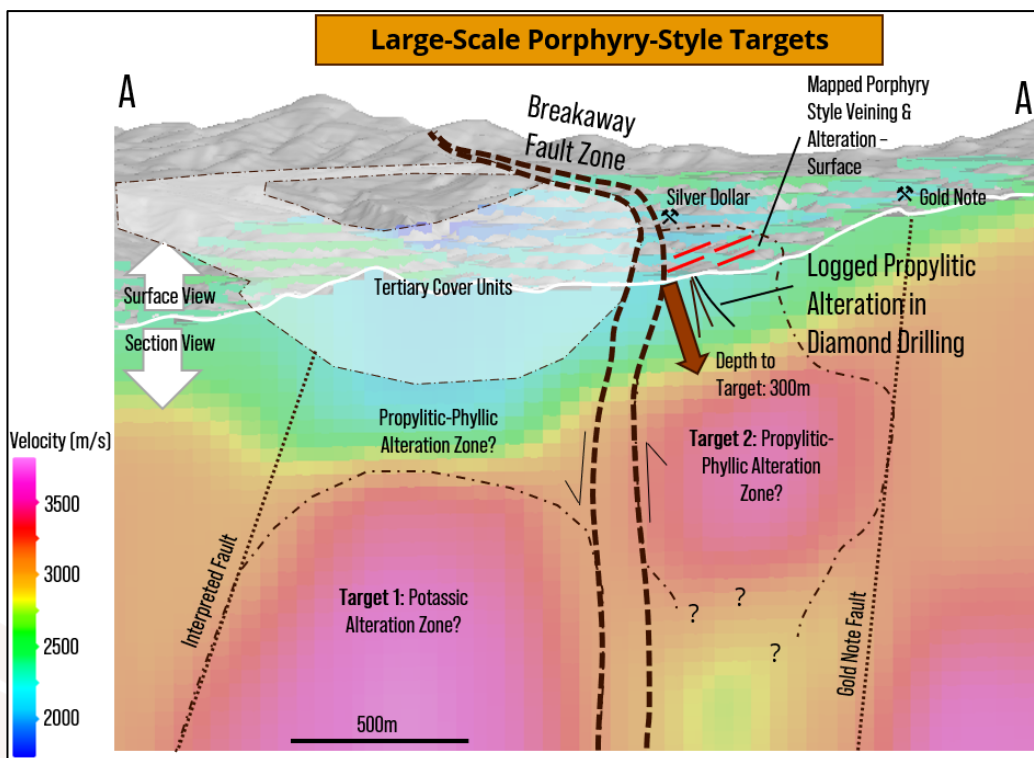 Large-Scale Porphyry-Style Targets
A
A
Breakaway
Fault Zone
Mapped Porphyry
Style Veining &
Alteration –
Surface
Silver Dollar
Gold Note
Surface View
Section View
Tertiary Cover Units
Logged Propylitic
Alteration in
Diamond Drilling
Depth to
Target: 300m
Propylitic-Phyllic
Alteration Zone?
Target 2: Propylitic-
Phyllic Alteration
Zone?
Velocity (m/s)
3500
3000
2500
2000
Interpreted Fault
Target 1: Potassic
Alteration Zone?
?
?
?
Gold Note Fault
500m